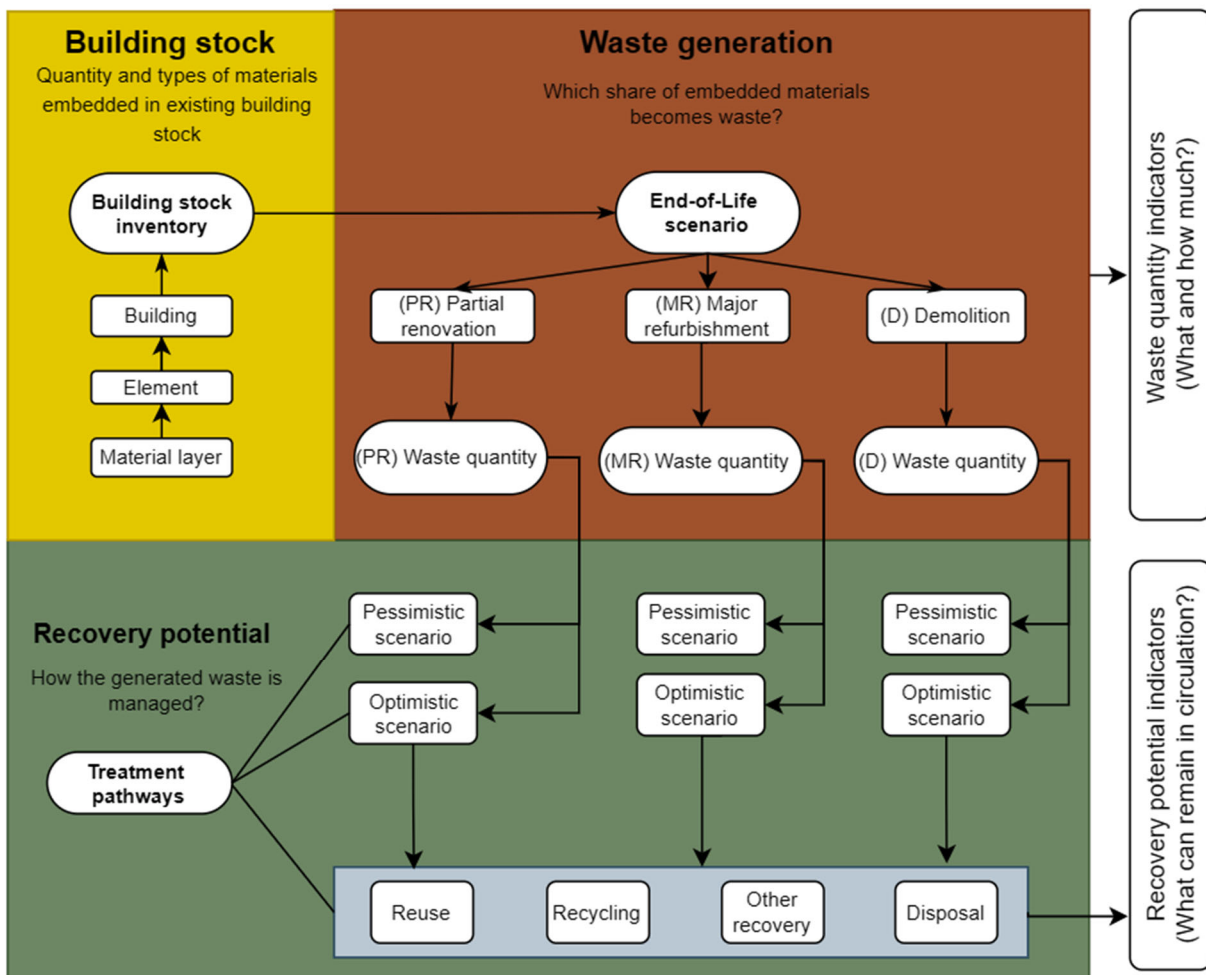 Building stock
Quantity and types of materials
embedded in existing building
stock
Building stock
inventory
Building
Element
Material layer
Waste generation
Which share of embedded materials
becomes waste?
End-of-Life
scenario
(PR) Partial
renovation
(MR) Major
refurbishment
(D) Demolition
(PR) Waste quantity
(MR) Waste quantity
(D) Waste quantity
Waste quantity indicators
(What and how much?)
Recovery potential
How the generated waste is
managed?
Treatment
pathways
Pessimistic
scenario
Pessimistic
scenario
Pessimistic
scenario
Optimistic
scenario
Optimistic
scenario
Optimistic
scenario
Reuse
Recycling
Other
recovery
Disposal
Recovery potential indicators
(What can remain in circulation?)